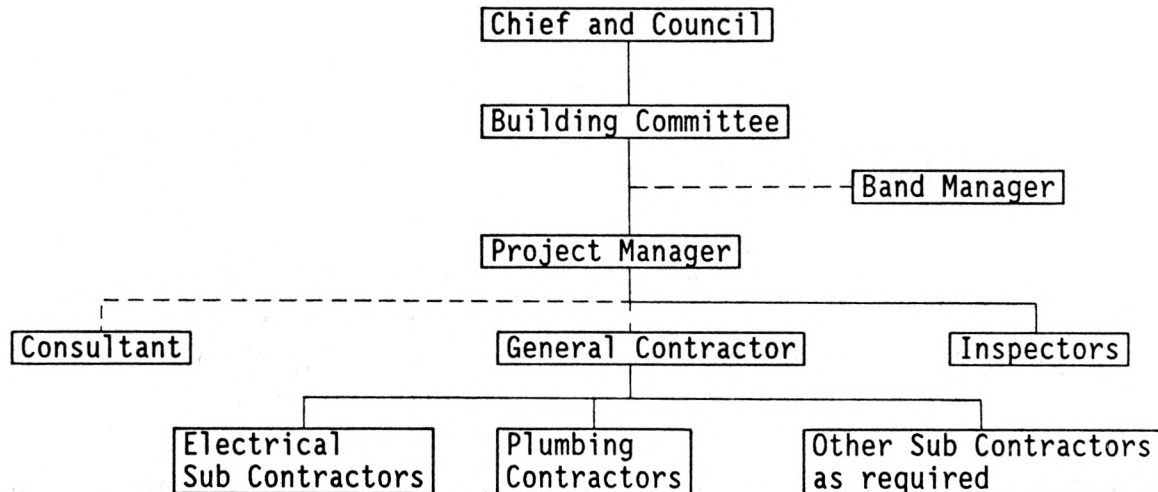 Chief and Council
Building Committee
Band Manager
Project Manager
Consultant
General Contractor
Inspectors
Electrical
Sub Contractors
Plumbing
Contractors
Other Sub Contractors
as required